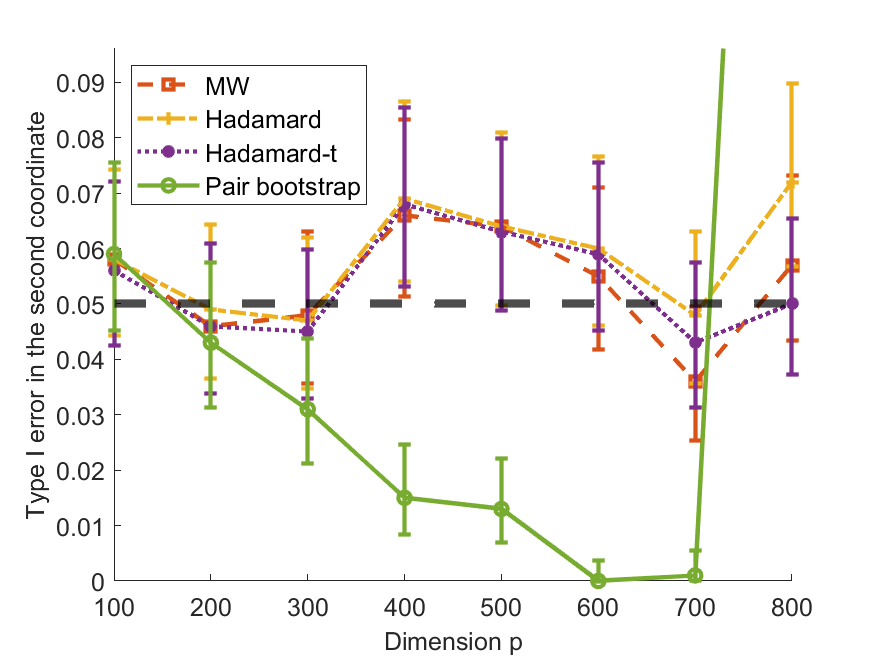 0.09
0.08
0.07
0.06
0.05
0.04
0.03
0.02
0.01
0
Type I error in the second coordinate
MW
Hadamard
Hadamard-t
Pair bootstrap
100 200 300 400 500 600 700 800
Dimension p